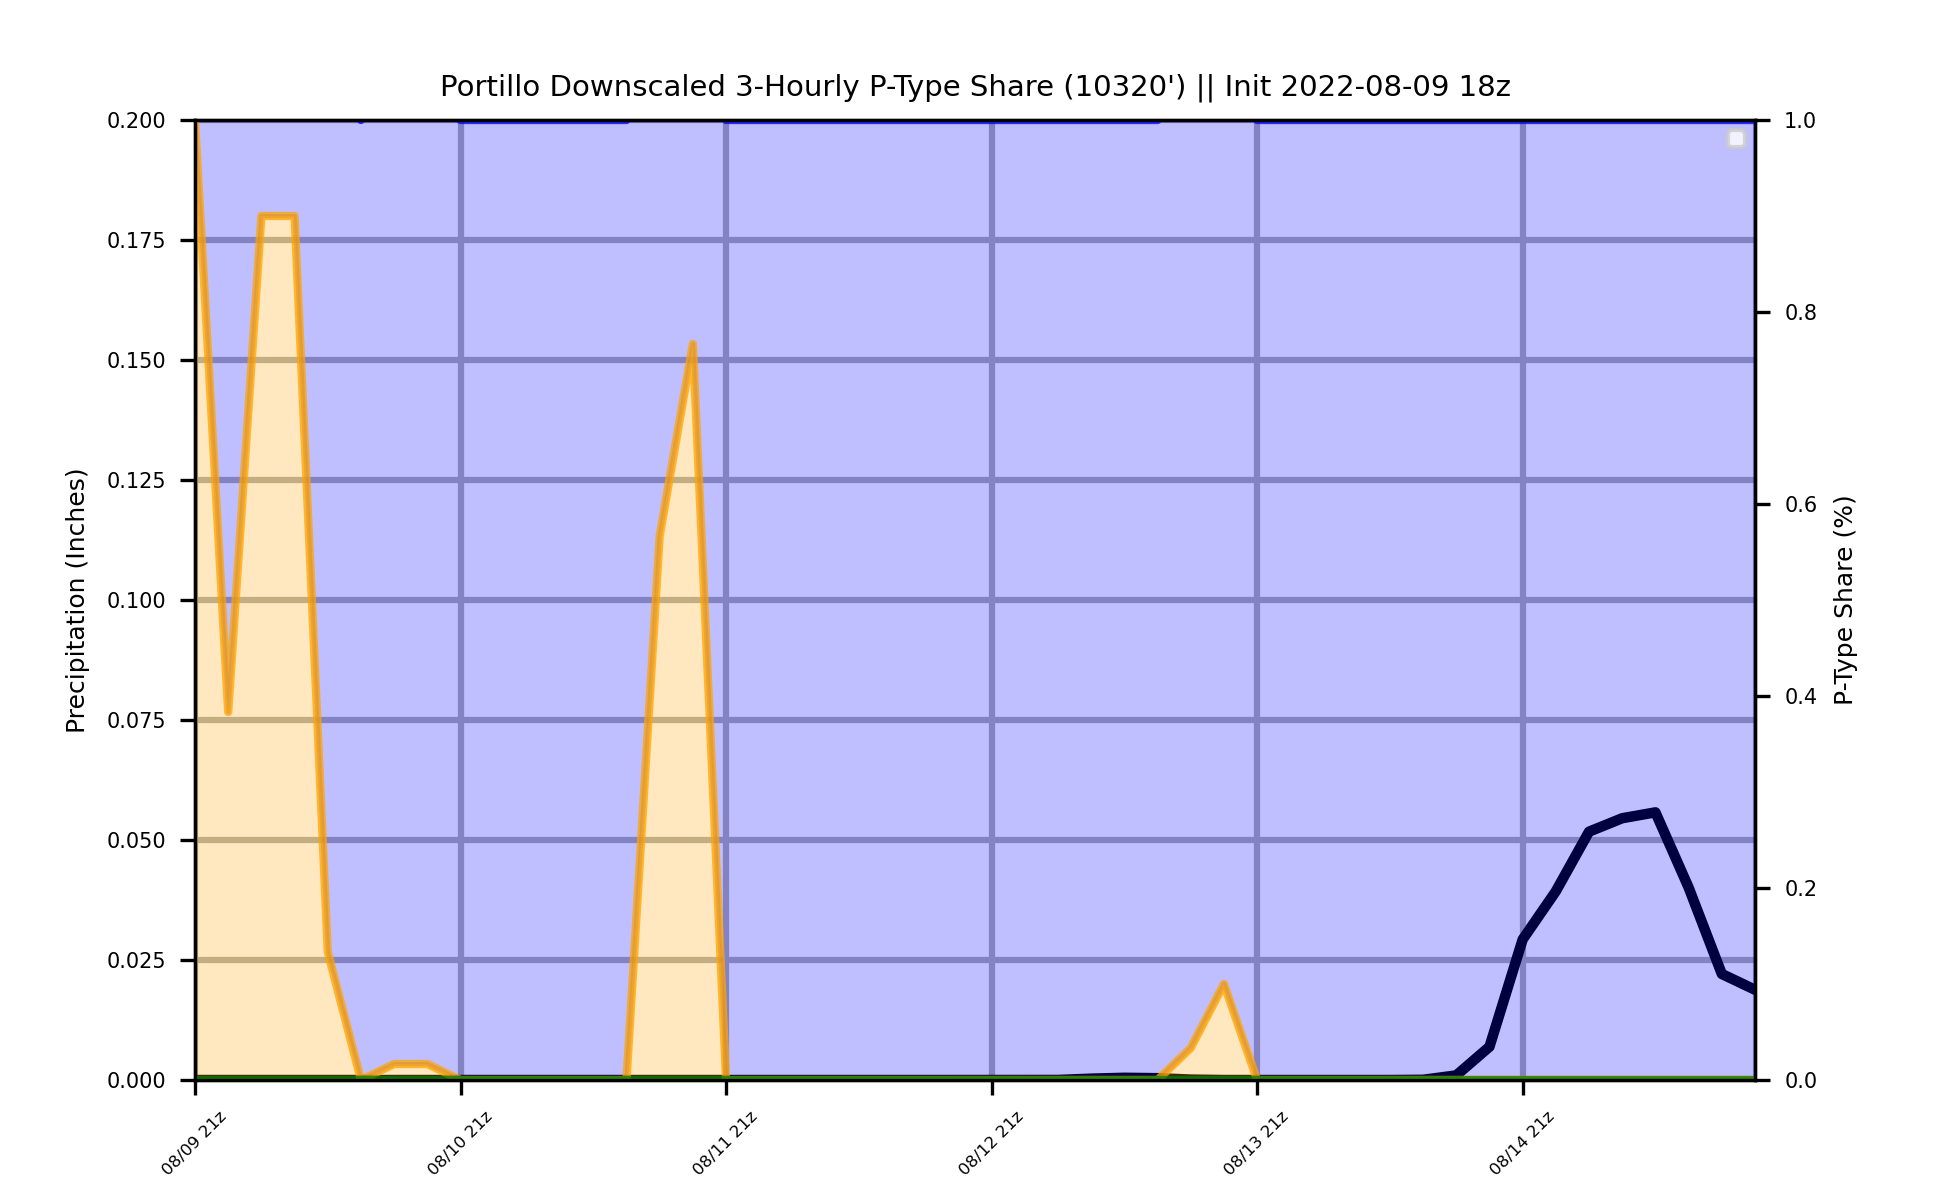 Portillo Downscaled 3-Hourly P-Type Share (10320') || Init 2022-08-09 18z
0.200
0.175
0.150
0.125
0.100
0.075
0.050
0.025
0.000
Precipitation (Inches)
1.0
0.8
0.6
0.4
0.2
0.0
P-Type Share (%)
08/09 21z
08/10 21z
08/11 21z
08/12 21z
08/13 21z
08/14 21z